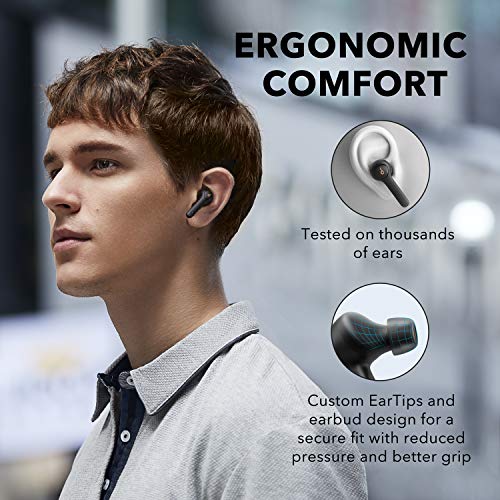 ERGONOMIC
COMFORT
Tested on thousands
of ears
Custom EarTips and
earbud design for a
secure fit with reduced
pressure and better grip